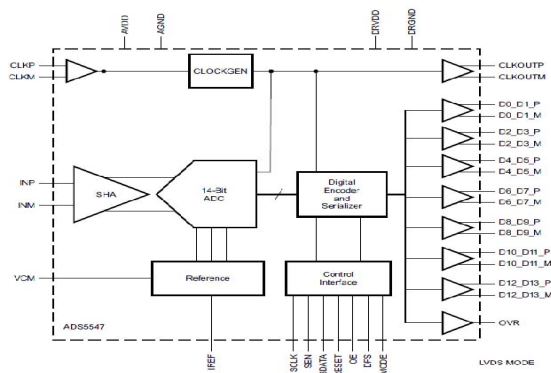 AVDD
AGND
DRVDD
DRGND
CLKP
CLKM
CLOCKGEN
CLKOUTP
CLKOUTM
D0_D1_P
D0_D1_M
D2_D3_P
D2_D3_M
D4_D5_P
D4_D5_M
INP
INM
SHA
14-Bit
ADC
Digital
Encoder
and
Serializer
D6_D7_P
D6_D7_M
D8_D9_P
D8_D9_M
D10_D11_P
D10_D11_M
VCM
Reference
Control
Interface
D12_D13_P
D12_D13_M
OVR
ADS5547
IREF
SCLK
SEN
SDATA
RESET
OE
DFS
MODE
LVDS MODE